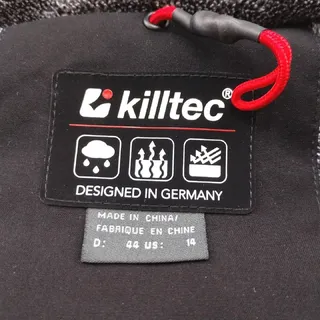 killtec
DESIGNED IN GERMANY
MADE IN CHINA/
FABRIQUE EN CHINE
D: 44 US: 14